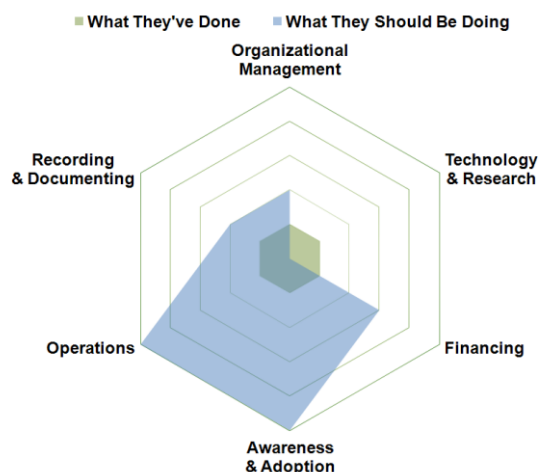 What They've Done What They Should Be Doing
Organizational
Management
Recording
& Documenting
Technology
& Research
Operations
Financing
Awareness
& Adoption